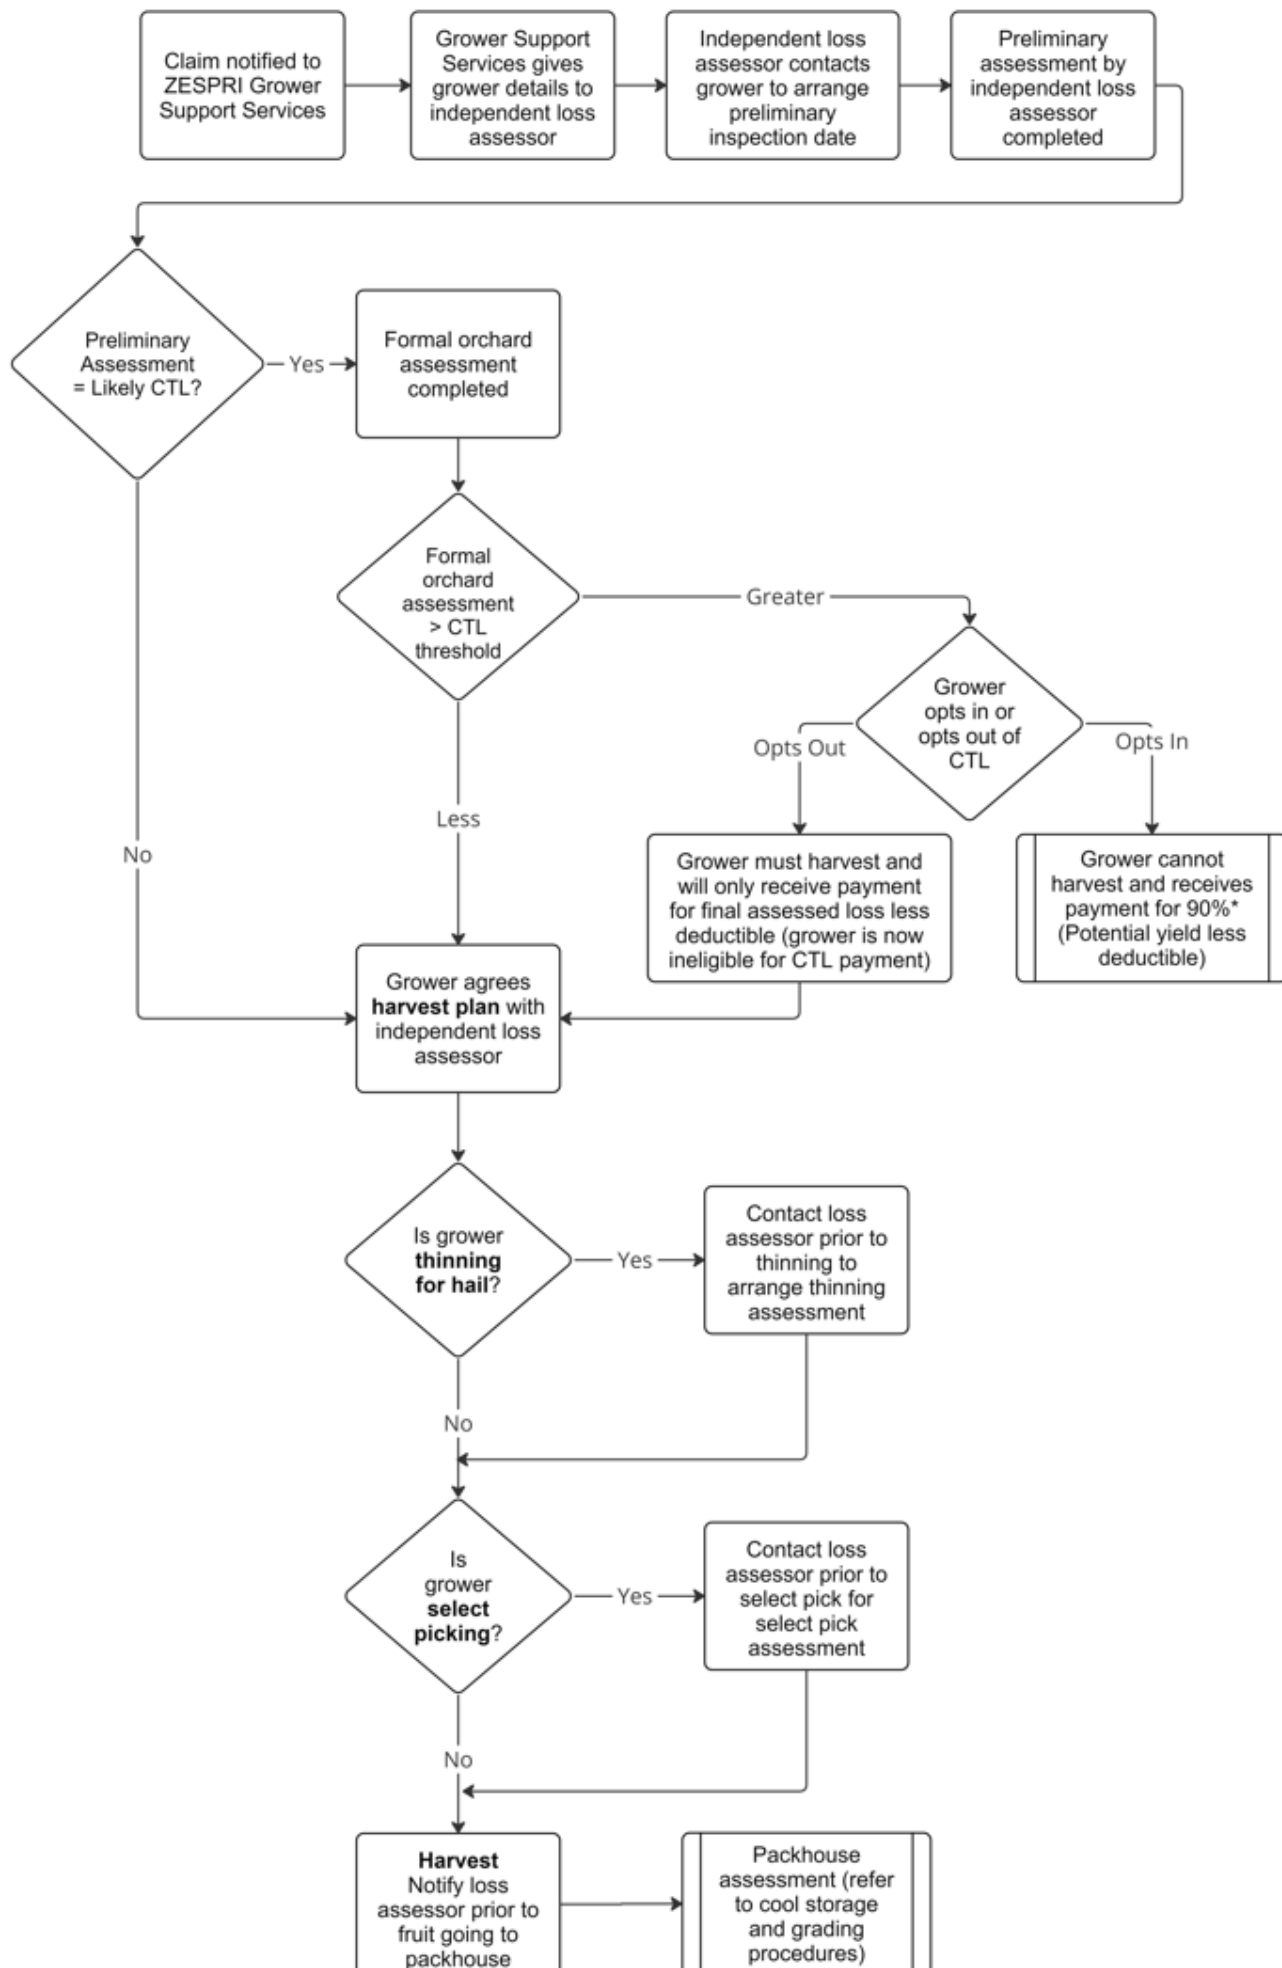 Claim notified to
ZESPRI Grower
Support Services
Grower Support
Services gives
grower details to
independent loss
assessor
Independent loss
assessor contacts
grower to arrange
preliminary
inspection date
Preliminary
assessment by
independent loss
assessor
completed
Preliminary
Assessment
= Likely CTL?
Yes
Formal orchard
assessment
completed
Formal
orchard
assessment
> CTL
threshold
Greater
Grower
opts in or
opts out of
CTL
Opts Out
Opts In
Less
No
Grower must harvest and
will only receive payment
for final assessed loss less
deductible (grower is now
ineligible for CTL payment)
Grower cannot
harvest and receives
payment for 90%*
(Potential yield less
deductible)
Grower agrees
harvest plan with
independent loss
assessor
Is grower
thinning
for hail?
Yes
Contact loss
assessor prior to
thinning to
arrange thinning
assessment
No
Is
grower
select
picking?
Yes
Contact loss
assessor prior to
select pick for
select pick
assessment
No
Harvest
Notify loss
assessor prior to
fruit going to
packhouse
Packhouse
assessment (refer
to cool storage
and grading
procedures)